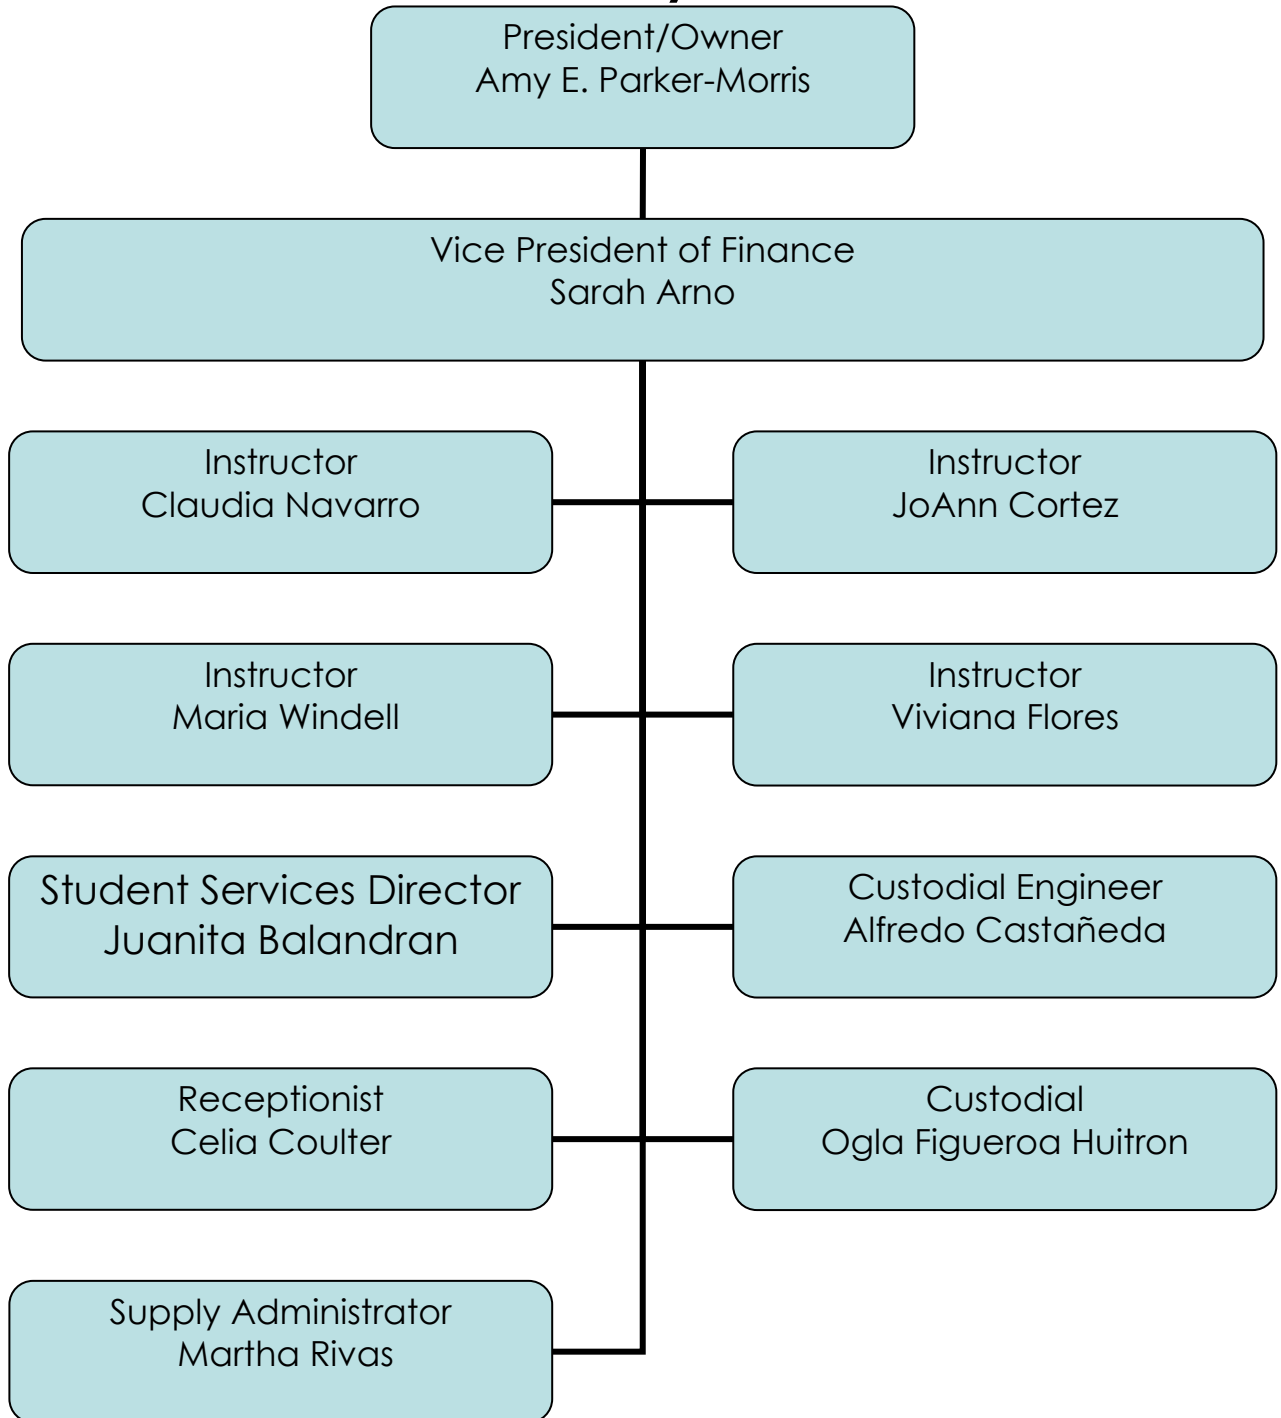 President/Owner
Amy E. Parker-Morris
Vice President of Finance
Sarah Arno
Instructor
Claudia Navarro
Instructor
JoAnn Cortez
Instructor
Maria Windell
Instructor
Viviana Flores
Student Services Director
Juanita Balandran
Custodial Engineer
Alfredo Castañeda
Receptionist
Celia Coulter
Custodial
Ogla Figueroa Huitron
Supply Administrator
Martha Rivas